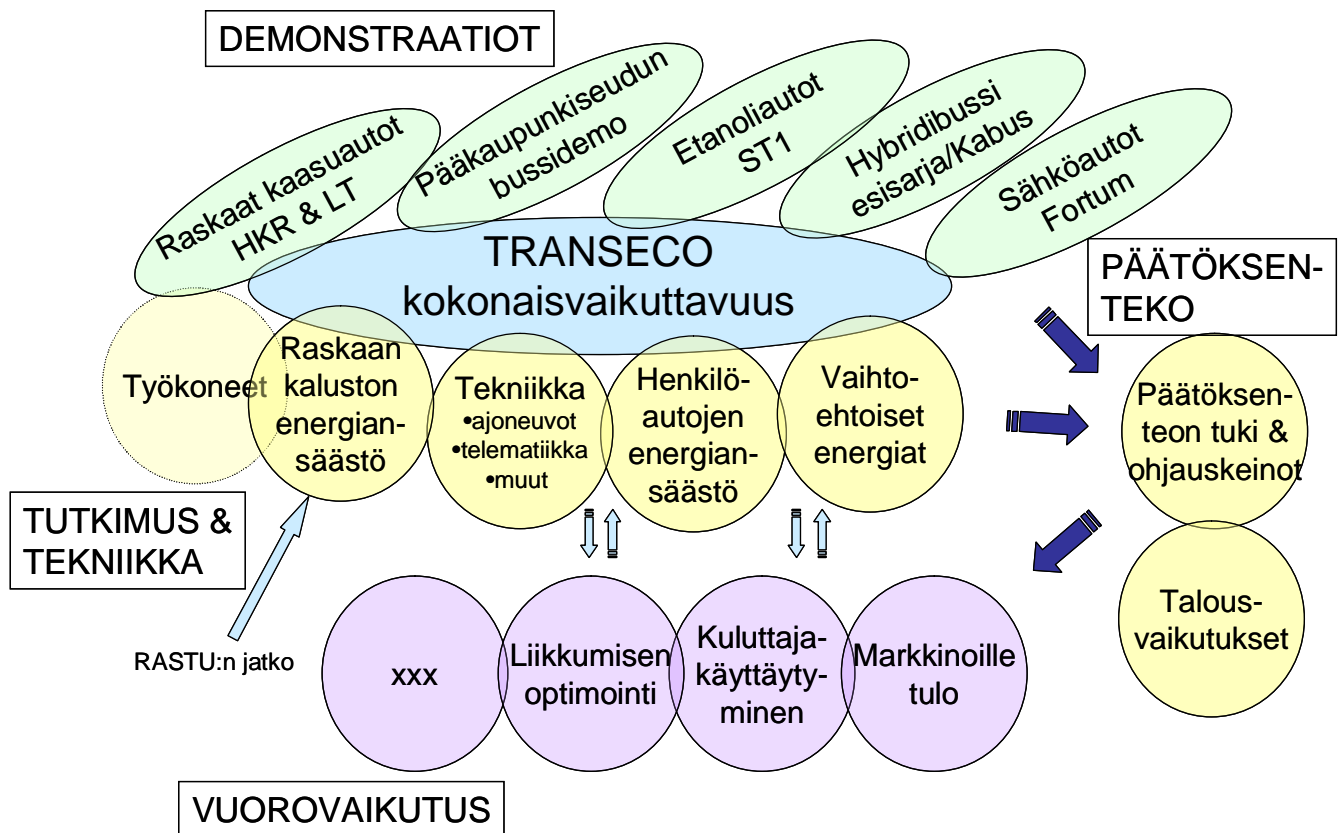 DEMONSTRAATIOT
Raskaat kaasuautot
HKR & LT
Pääkaupunkiseudun
bussidemo
Etanoliautot
ST1
Hybridibussi
esisarja/Kabus
Sähköautot
Fortum
TRANSECO
kokonaisvaikuttavuus
PÄÄTÖKSEN-
TEKO
Työkoneet
Raskaan
kaluston
energian-
säästö
Tekniikka
•ajoneuvot
•telematiikka
•muut
Henkilö-
autojen
energian-
säästö
Vaihto-
ehtoiset
energiat
Päätöksen-
teon tuki &
ohjauskeinot
Talous-
vaikutukset
TUTKIMUS &
TEKNIIKKA
RASTU:n jatko
xxx
Liikkumisen
optimointi
Kuluttaja-
käyttäyty-
minen
Markkinoille
tulo
VUOROVAIKUTUS